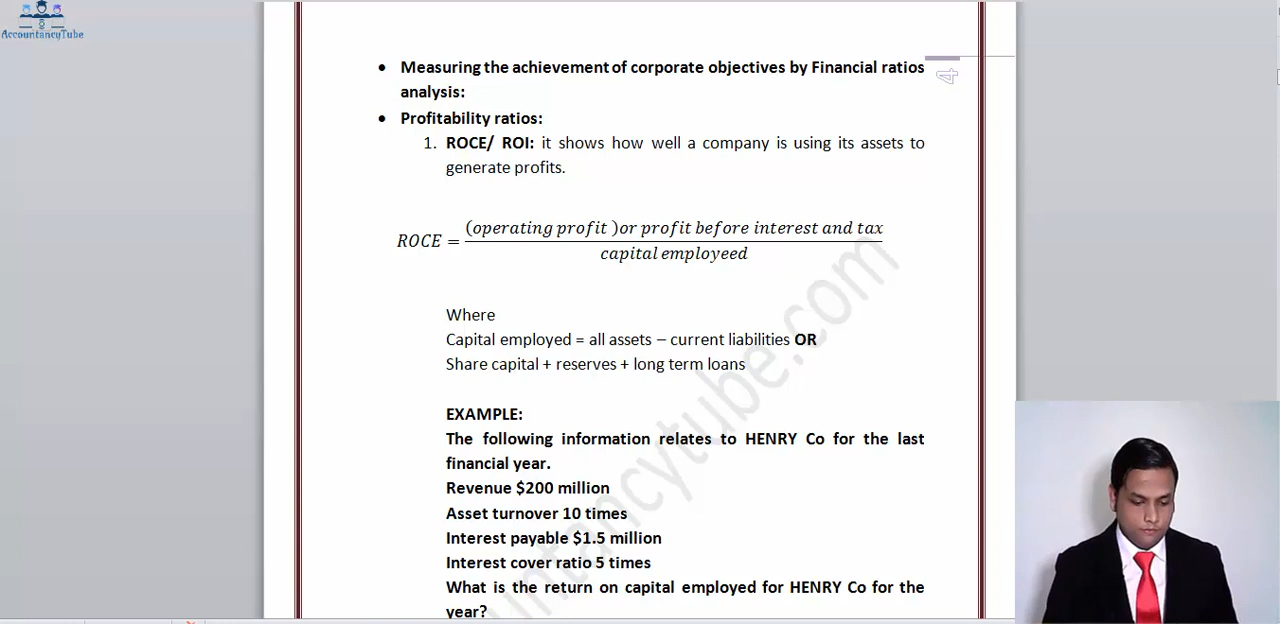 AccountancyTube
• Measuring the achievement of corporate objectives by Financial ratios
analysis:
4
• Profitability ratios:
1. ROCE/ ROI: it shows how well a company is using its assets to
generate profits.
ROCE = (operating profit )or profit before interest and tax
capital employeed
Where
Capital employed = all assets – current liabilities OR
Share capital + reserves + long term loans
EXAMPLE:
The following information relates to HENRY Co for the last
financial year.
Revenue $200 million
Asset turnover 10 times
Interest payable $1.5 million
Interest cover ratio 5 times
What is the return on capital employed for HENRY Co for the
year?
untancytube.com